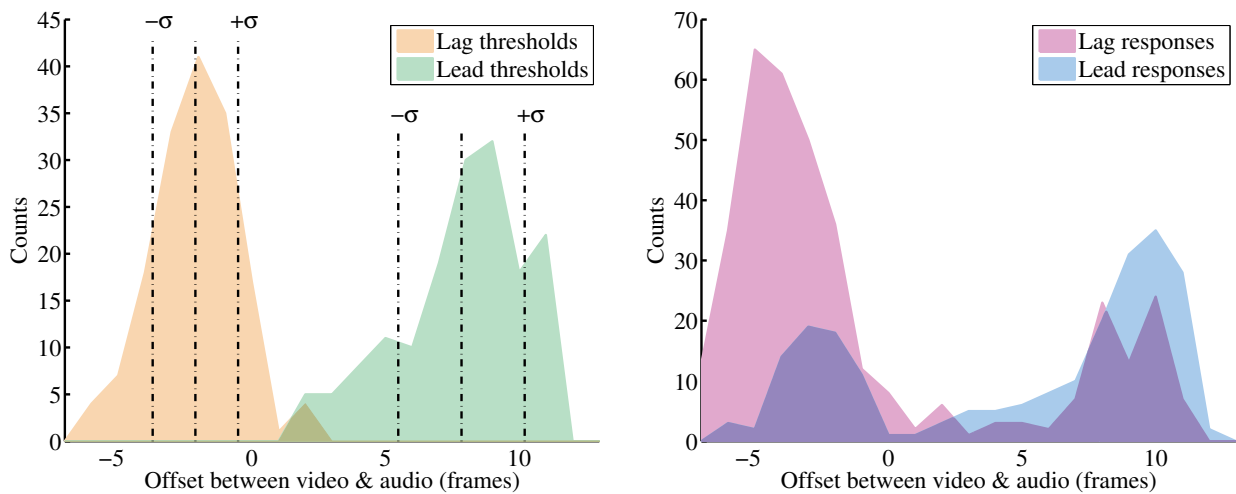 45
40
35
30
25
20
15
10
5
0
Counts
−σ
+σ
−σ
+σ
Lag thresholds
Lead thresholds
−5
0
5
10
Offset between video & audio (frames)
70
60
50
40
30
20
10
0
Counts
Lag responses
Lead responses
−5
0
5
10
Offset between video & audio (frames)